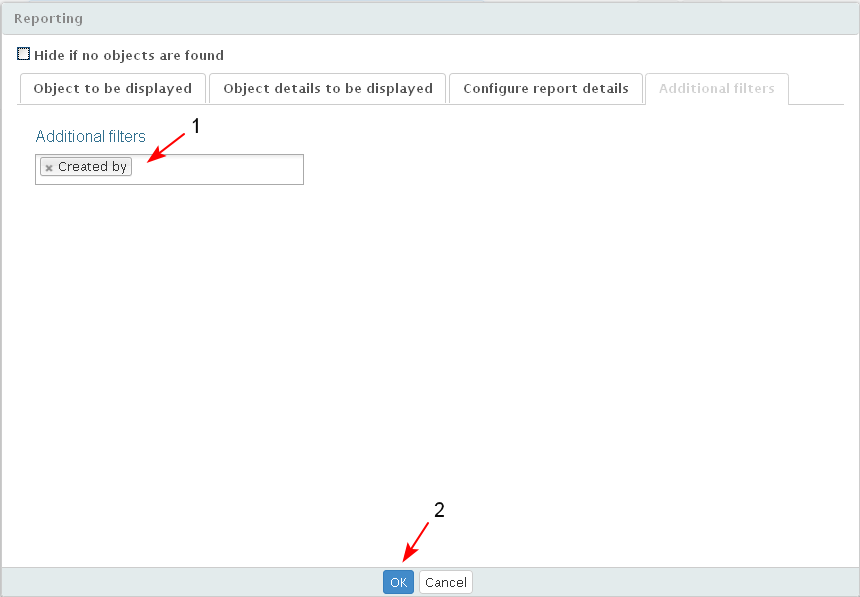 Reporting
Hide if no objects are found
Object to be displayed Object details to be displayed Configure report details Additional filters
1
Additional filters
× Created by
2
OK Cancel